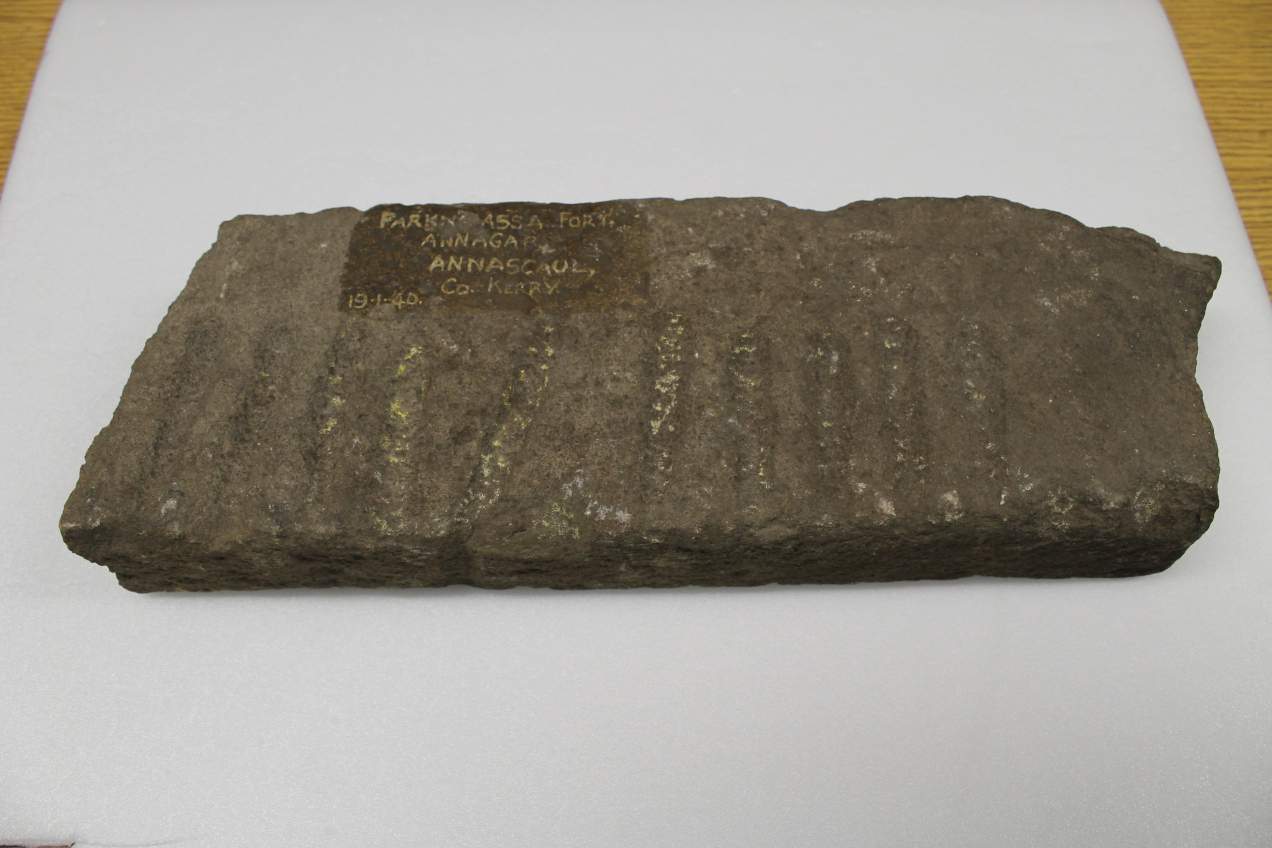 PARKN ASSA FORT,
ANNAGAP
ANNASCAUL,
Co. KERRY.
19·1·40.